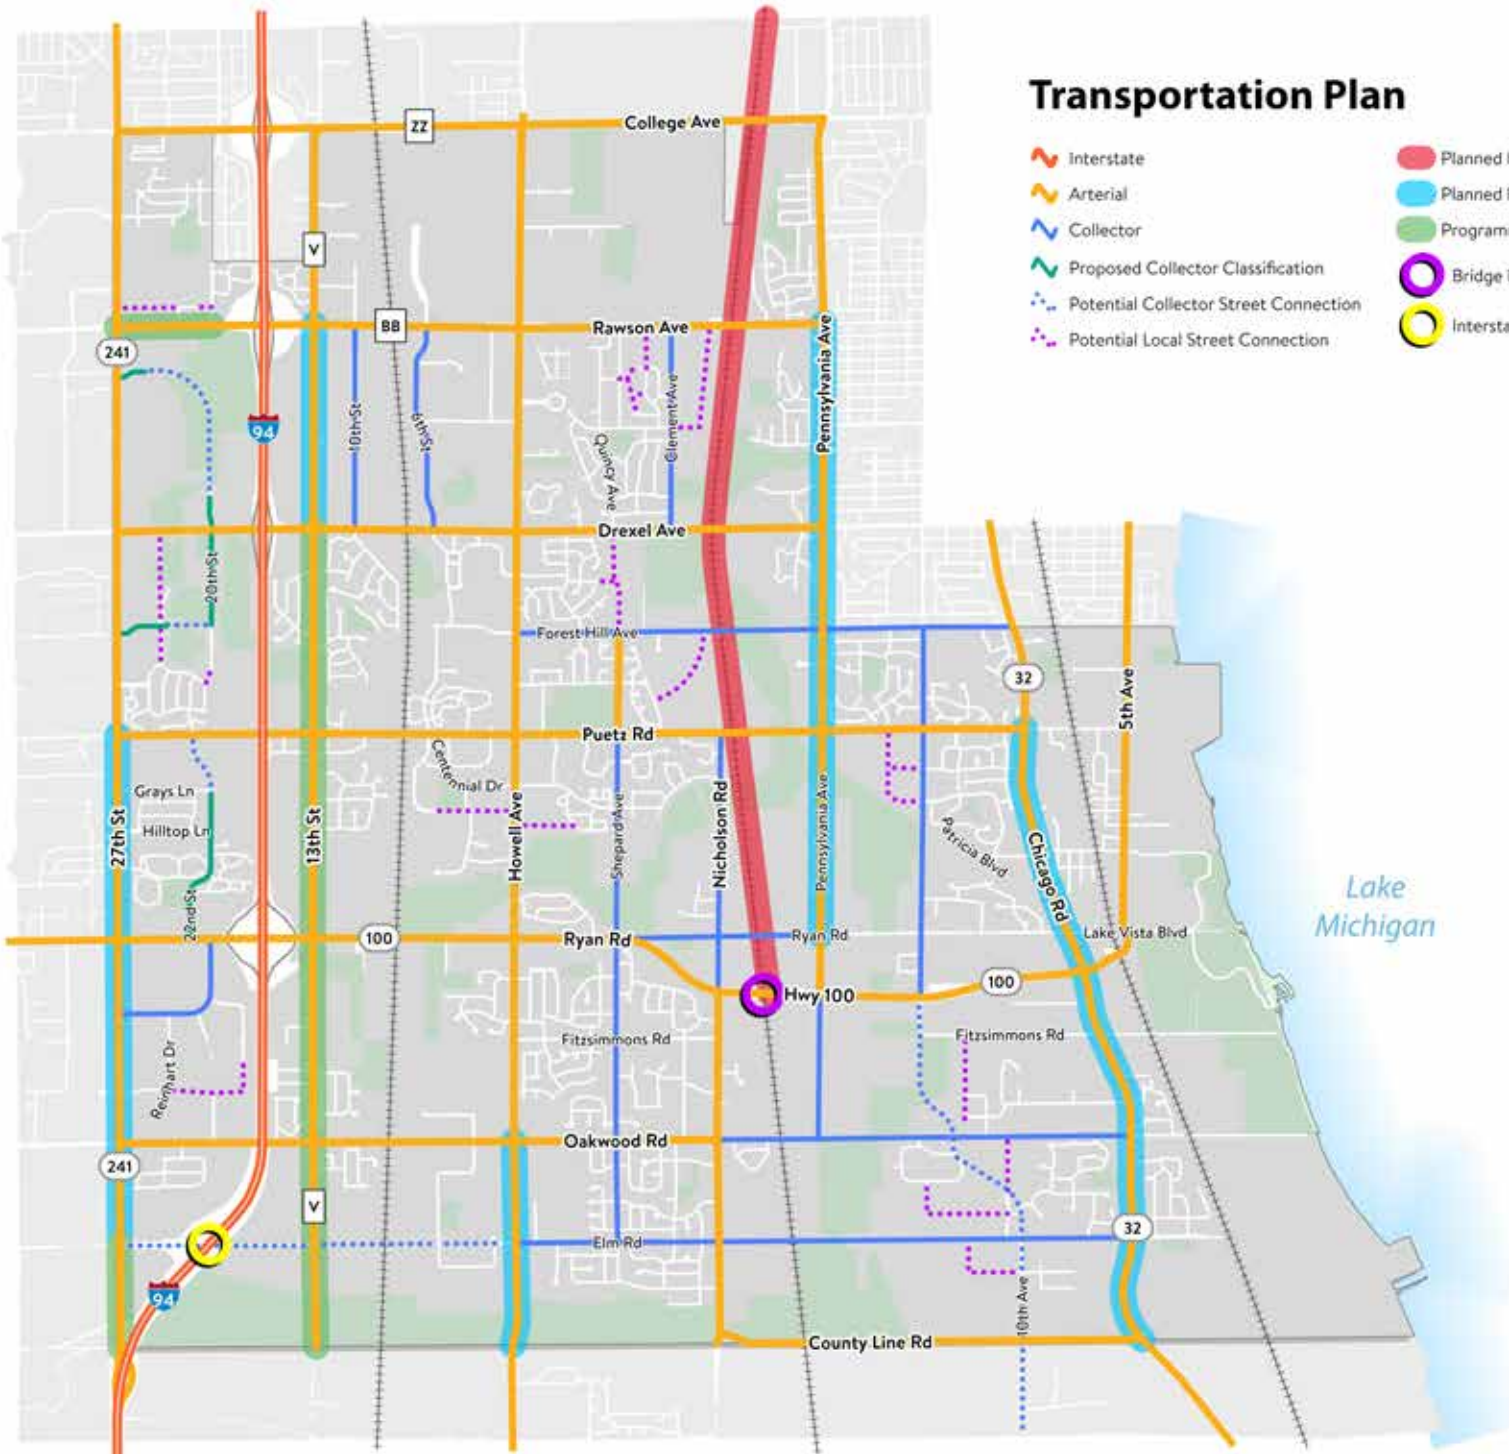 Transportation Plan
Interstate
Arterial
Collector
Proposed Collector Classification
Potential Collector Street Connection
Potential Local Street Connection
Planned
Planned
Program
Bridge
Intersta
ZZ
College Ave
V
BB
Rawson Ave
241
94
10th St
6th St
Quincy Ave
Clement Ave
Pennsylvania Ave
Drexel Ave
20th St
Forest Hill Ave
32
5th Ave
Puetz Rd
Centennial Dr
Grays Ln
Hilltop Ln
27th St
13th St
Howell Ave
Shepard Ave
Nicholson Rd
Pennsylvania Ave
Patricia Blvd
Chicago Rd
Lake
Michigan
22nd St
100
Ryan Rd
Ryan Rd
Lake Vista Blvd
100
Hwy 100
Fitzsimmons Rd
Fitzsimmons Rd
Reinhart Dr
Oakwood Rd
241
V
32
Elm Rd
94
10th Ave
County Line Rd